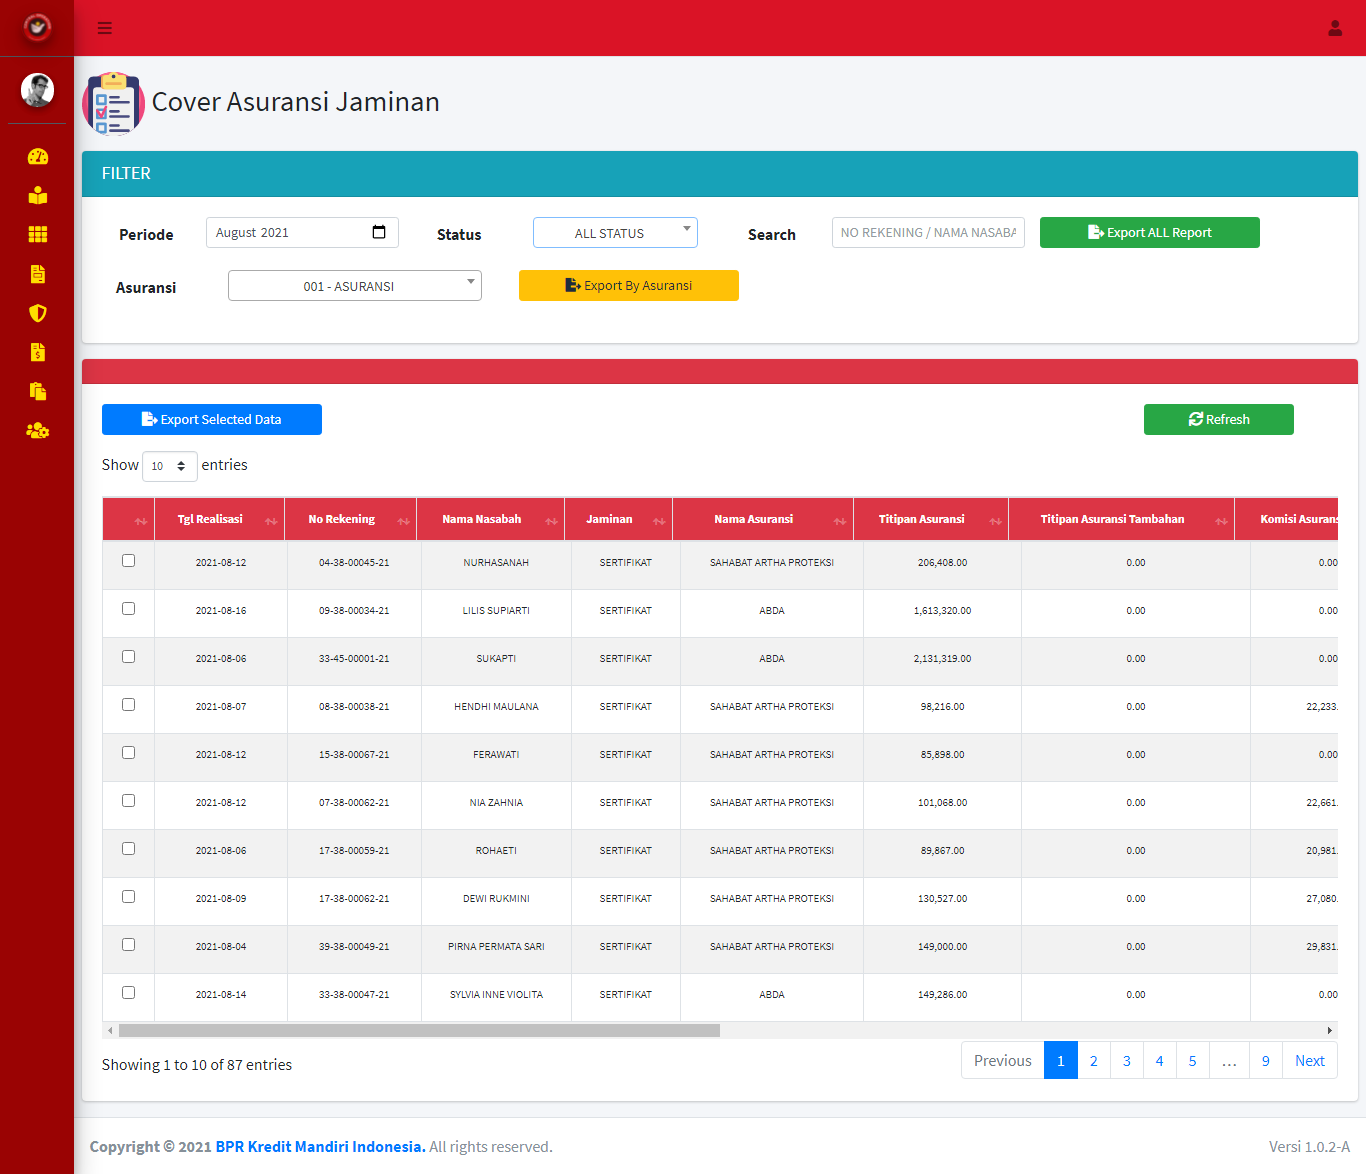 Cover Asuransi Jaminan
FILTER
Periode August 2021 Status ALL STATUS Search NO REKENING / NAMA NASABA Export ALL Report
Asuransi 001 - ASURANSI Export By Asuransi
Export Selected Data Refresh
Show 10 entries
Tgl Realisasi No Rekening Nama Nasabah Jaminan Nama Asuransi Titipan Asuransi Titipan Asuransi Tambahan Komisi Asurans
2021-08-12 04-38-00045-21 NURHASANAH SERTIFIKAT SAHABAT ARTHA PROTEKSI 206,408.00 0.00 0.00
2021-08-16 09-38-00034-21 LILIS SUPIARTI SERTIFIKAT ABDA 1,613,320.00 0.00 0.00
2021-08-06 33-45-00001-21 SUKAPTI SERTIFIKAT ABDA 2,131,319.00 0.00 0.00
2021-08-07 08-38-00038-21 HENDHI MAULANA SERTIFIKAT SAHABAT ARTHA PROTEKSI 98,216.00 0.00 22,233.
2021-08-12 15-38-00067-21 FERAWATI SERTIFIKAT SAHABAT ARTHA PROTEKSI 85,898.00 0.00 0.00
2021-08-12 07-38-00062-21 NIA ZAHNIA SERTIFIKAT SAHABAT ARTHA PROTEKSI 101,068.00 0.00 22,661.
2021-08-06 17-38-00059-21 ROHAETI SERTIFIKAT SAHABAT ARTHA PROTEKSI 89,867.00 0.00 20,981.
2021-08-09 17-38-00062-21 DEWI RUKMINI SERTIFIKAT SAHABAT ARTHA PROTEKSI 130,527.00 0.00 27,080.
2021-08-04 39-38-00049-21 PIRNA PERMATA SARI SERTIFIKAT SAHABAT ARTHA PROTEKSI 149,000.00 0.00 29,831.
2021-08-14 33-38-00047-21 SYLVIA INNE VIOLITA SERTIFIKAT ABDA 149,286.00 0.00 0.00
Showing 1 to 10 of 87 entries Previous 1 2 3 4 5 … 9 Next
Copyright © 2021 BPR Kredit Mandiri Indonesia. All rights reserved. Versi 1.0.2-A